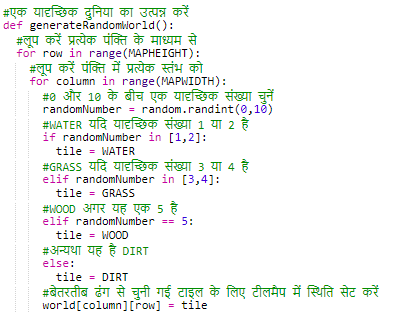 #एक यादृच्छिक दुनिया का उत्पन्न करें
def generateRandomWorld():
  #लूप करें प्रत्येक पंक्ति के माध्यम से
  for row in range(MAPHEIGHT):
    #लूप करें पंक्ति में प्रत्येक स्तंभ को
    for column in range(MAPWIDTH):
      #0 और 10 के बीच एक यादृच्छिक संख्या चुनें
      randomNumber = random.randint(0,10)
      #WATER यदि यादृच्छिक संख्या 1 या 2 है
      if randomNumber in [1,2]:
        tile = WATER
      #GRASS यदि यादृच्छिक संख्या 3 या 4 है
      elif randomNumber in [3,4]:
        tile = GRASS
      #WOOD अगर यह एक 5 है
      elif randomNumber == 5:
        tile = WOOD
      #अन्यथा यह है DIRT
      else:
        tile = DIRT
      #बेतरतीब ढंग से चुनी गई टाइल के लिए टीलमैप में स्थिति सेट करें
      world[column][row] = tile